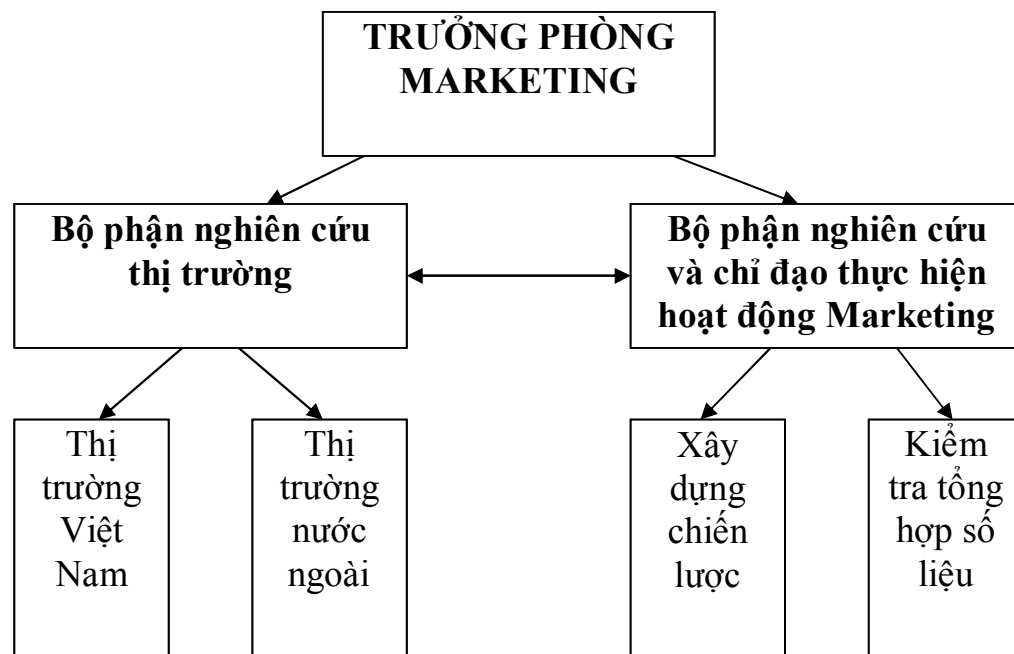 TRƯỞNG PHÒNG
MARKETING
Bộ phận nghiên cứu
thị trường
Bộ phận nghiên cứu
và chỉ đạo thực hiện
hoạt động Marketing
Thị
trường
Việt
Nam
Thị
trường
nước
ngoài
Xây
dựng
chiến
lược
Kiểm
tra tổng
hợp số
liệu